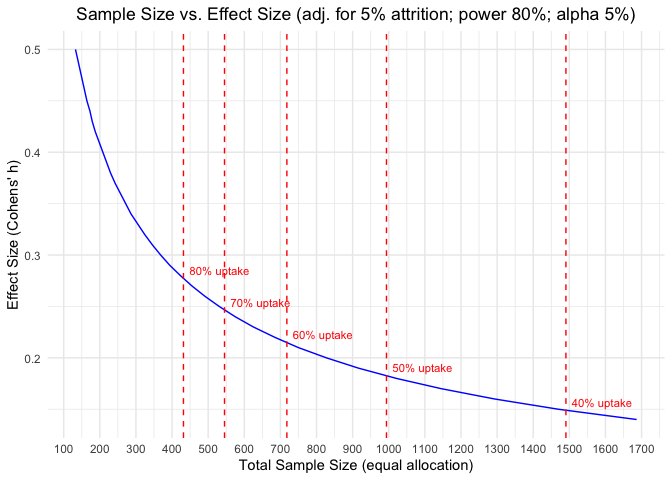 Sample Size vs. Effect Size (adj. for 5% attrition; power 80%; alpha 5%)
Effect Size (Cohens' h)
0.5
0.4
0.3
0.2
80% uptake
70% uptake
60% uptake
50% uptake
40% uptake
100 200 300 400 500 600 700 800 900 1000 1100 1200 1300 1400 1500 1600 1700
Total Sample Size (equal allocation)